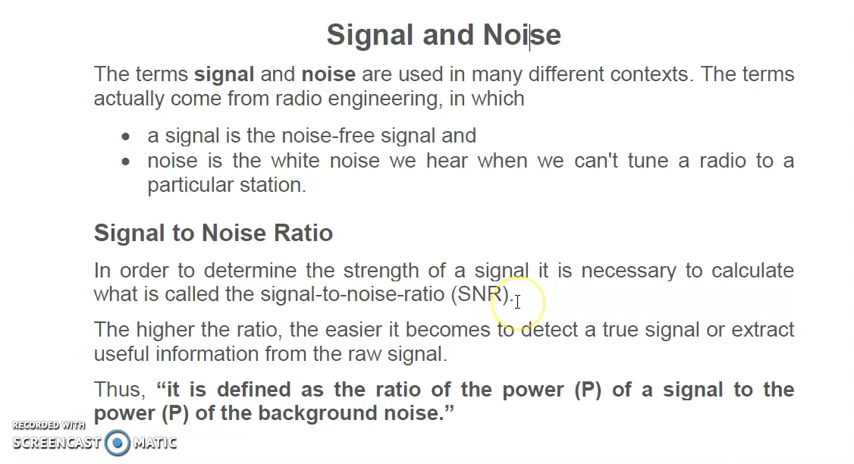 Signal and Noise
The terms signal and noise are used in many different contexts. The terms
actually come from radio engineering, in which
• a signal is the noise-free signal and
• noise is the white noise we hear when we can't tune a radio to a
particular station.
Signal to Noise Ratio
In order to determine the strength of a signal it is necessary to calculate
what is called the signal-to-noise-ratio (SNR).
The higher the ratio, the easier it becomes to detect a true signal or extract
useful information from the raw signal.
Thus, “it is defined as the ratio of the power (P) of a signal to the
power (P) of the background noise.”
RECORDED WITH
SCREENCAST MATIC